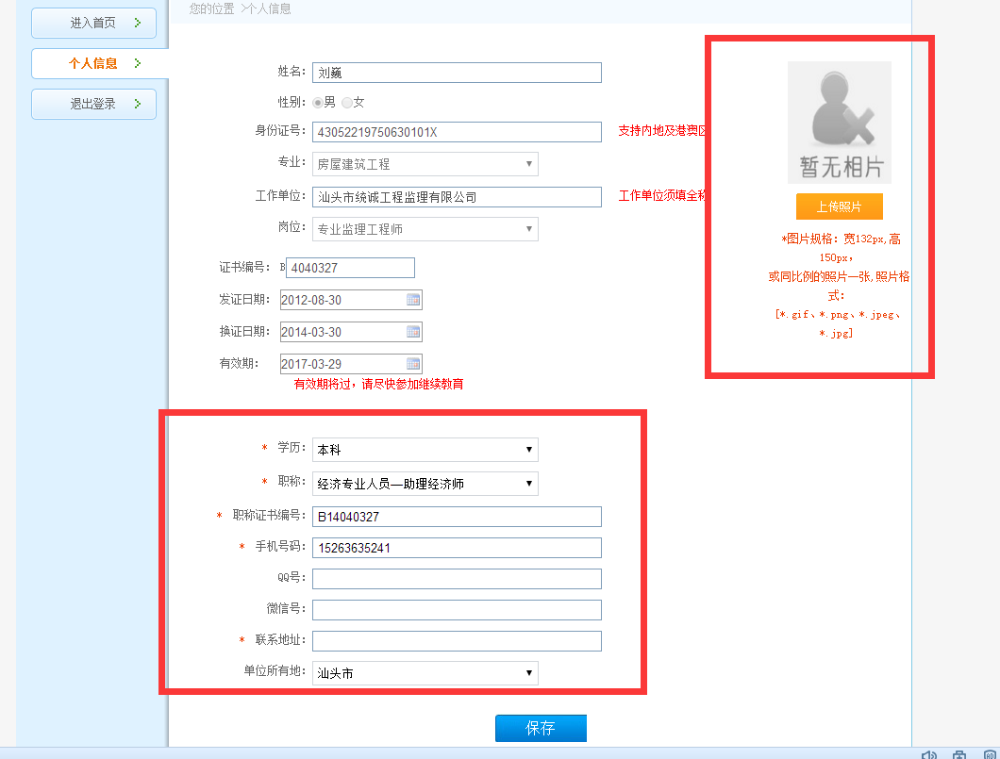 您的位置 >个人信息
进入首页
个人信息
退出登录
姓名： 刘巍
性别： 男 女
身份证号： 43052219750630101X 支持内地及港澳区
专业： 房屋建筑工程
工作单位： 汕头市统诚工程监理有限公司 工作单位须填全称
岗位： 专业监理工程师
证书编号： B 4040327
发证日期： 2012-08-30
换证日期： 2014-03-30
有效期： 2017-03-29
有效期将过，请尽快参加继续教育
暂无相片
上传照片
*图片规格：宽132px,高
150px，
或同比例的照片一张,照片格
式：
[*.gif、*.png、*.jpeg、
*.jpg]
* 学历： 本科
* 职称： 经济专业人员—助理经济师
* 职称证书编号： B14040327
* 手机号码： 15263635241
QQ号：
微信号：
* 联系地址：
单位所有地： 汕头市
保存